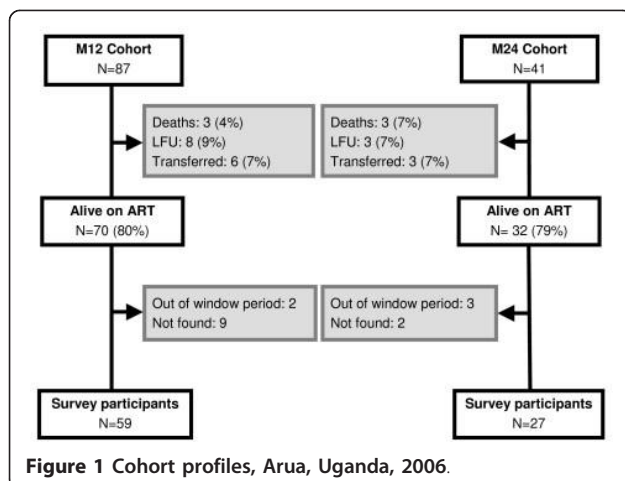 M12 Cohort
N=87
M24 Cohort
N=41
Deaths: 3 (4%)
LFU: 8 (9%)
Transferred: 6 (7%)
Deaths: 3 (7%)
LFU: 3 (7%)
Transferred: 3 (7%)
Alive on ART
N=70 (80%)
Alive on ART
N= 32 (79%)
Out of window period: 2
Not found: 9
Out of window period: 3
Not found: 2
Survey participants
N=59
Survey participants
N=27
Figure 1 Cohort profiles, Arua, Uganda, 2006.